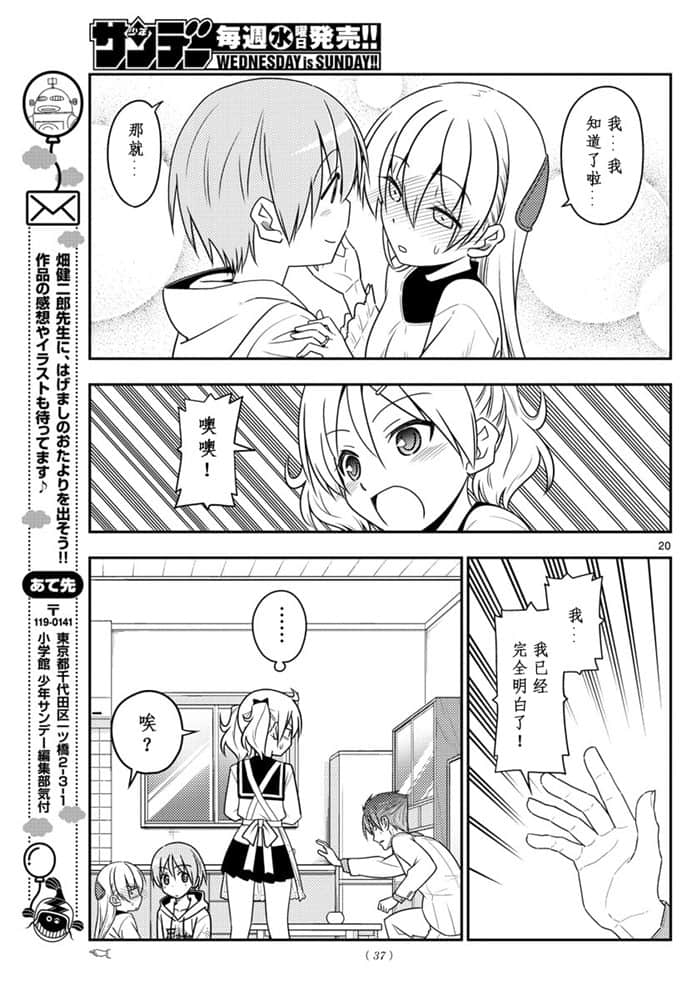 少年
サンデー
毎週水曜日発売!!
WEDNESDAY is SUNDAY!!
我…我
知道了啦…
那就…
噢噢！
20
我…
我已经
完全明白了！
……
唉？
畑健二郎先生に、はげましのおたよりを出そう!!
作品の感想やイラストも待ってます♪
あて先
〒
119-0141
東京都千代田区一ツ橋2-3-1
小学館 少年サンデー編集部気付
(37)